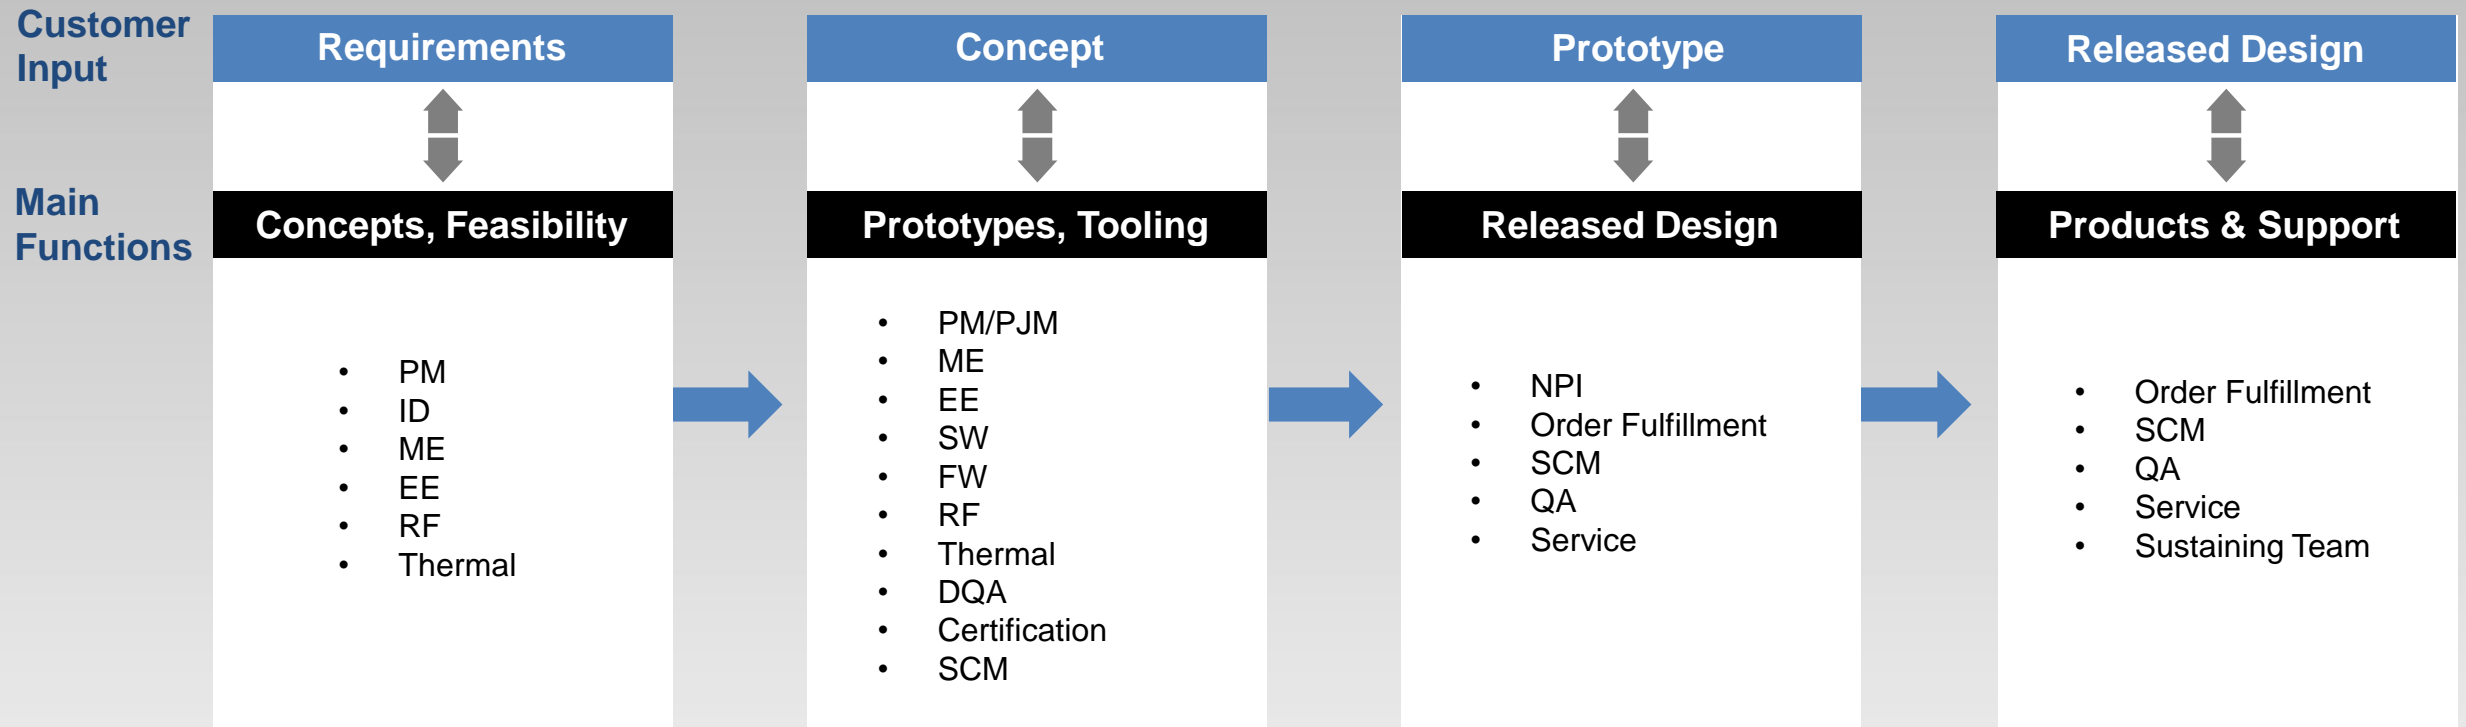 Customer
Input
Requirements
Concept
Prototype
Released Design
Main
Functions
Concepts, Feasibility
Prototypes, Tooling
Released Design
Products & Support
• PM
• ID
• ME
• EE
• RF
• Thermal
• PM/PJM
• ME
• EE
• SW
• FW
• RF
• Thermal
• DQA
• Certification
• SCM
• NPI
• Order Fulfillment
• SCM
• QA
• Service
• Order Fulfillment
• SCM
• QA
• Service
• Sustaining Team